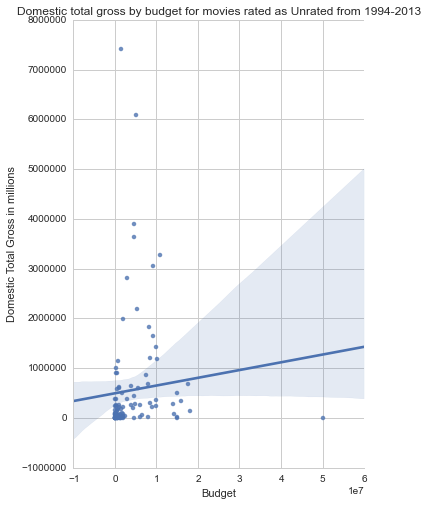 Domestic total gross by budget for movies rated as Unrated from 1994-2013
8000000
7000000
6000000
5000000
4000000
3000000
2000000
1000000
0
−1000000
Domestic Total Gross in millions
−1 0 1 2 3 4 5 6
1e7
Budget